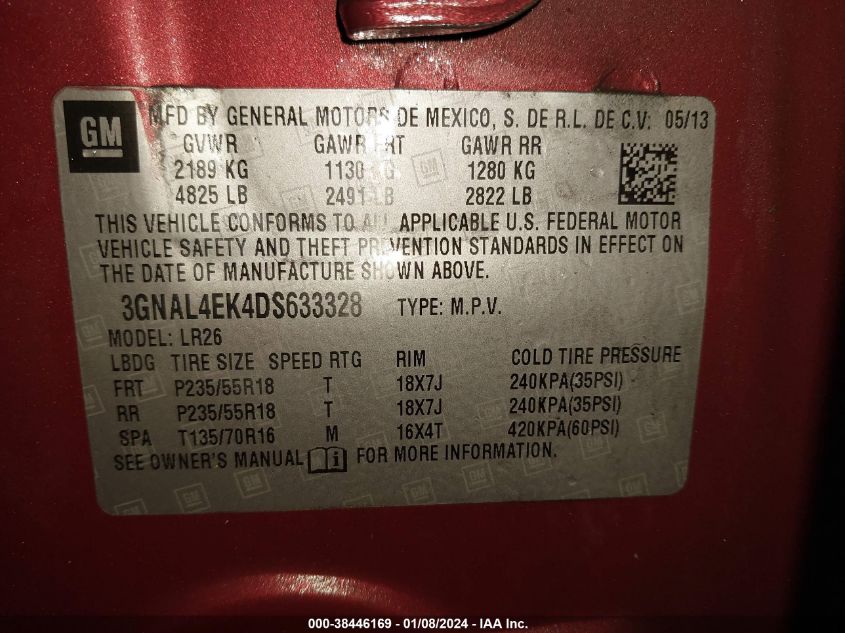 GM
MFD BY GENERAL MOTORS DE MEXICO, S. DE R.L. DE C.V. 05/13
GVWR GAWR FRT GAWR RR
2189 KG 1130 KG 1280 KG
4825 LB 2491 LB 2822 LB
THIS VEHICLE CONFORMS TO ALL APPLICABLE U.S. FEDERAL MOTOR
VEHICLE SAFETY AND THEFT PREVENTION STANDARDS IN EFFECT ON
THE DATE OF MANUFACTURE SHOWN ABOVE.
3GNAL4EK4DS633328 TYPE: M.P.V.
MODEL: LR26
LBDG TIRE SIZE SPEED RTG RIM COLD TIRE PRESSURE
FRT P235/55R18 T 18X7J 240KPA(35PSI)
RR P235/55R18 T 18X7J 240KPA(35PSI)
SPA T135/70R16 M 16X4T 420KPA(60PSI)
SEE OWNER'S MANUAL i FOR MORE INFORMATION.
000-38446169 — 01/08/2024 — IAA Inc.